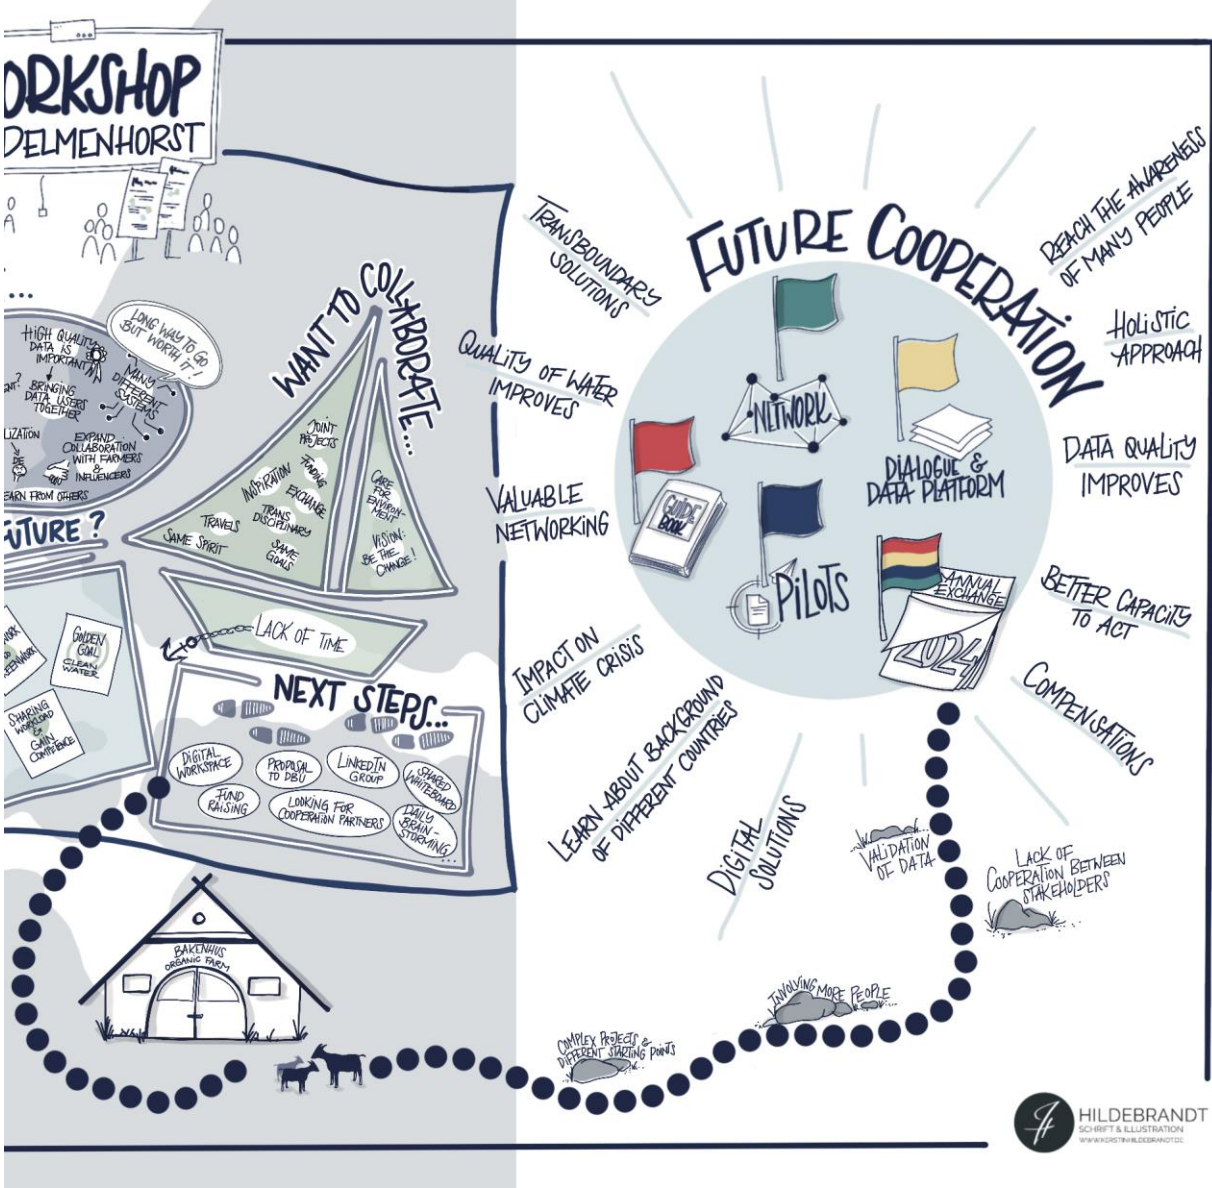 ORKSHOP
DELMENHORST
...
HIGH QUALITY
DATA IS
IMPORTANT
LONG WAY TO GO
BUT WORTH IT!
BRINGING
DATA USERS
TOGETHER
MANY
DIFFERENT
SYSTEMS
LIZATION
EXPAND
COLLABORATION
WITH FARMERS
&
INFLUENCERS
DE
EARN FROM OTHERS
UTURE?
GOLDEN
GOAL
CLEAN
WATER
SHARING
WORKLOAD
&
GAIN
COMPETENCE
WANT TO COLLABORATE...
JOINT
PROJECTS
INSPIRATION
FUNDING
EXCHANGE
TRANS
DISCIPLINARY
TRAVELS
SAME SPIRIT
SAME
GOALS
CARE
FOR
ENVIRON-
MENT
VISION:
BE THE
CHANGE!
LACK OF TIME
NEXT STEPS...
DIGITAL
WORKSPACE
PROPOSAL
TO DBU
LINKEDIN
GROUP
SHARED
WHITEBOARD
FUND
RAISING
LOOKING FOR
COOPERATION PARTNERS
DAILY
BRAIN-
STORMING
...
BAKENHUS
ORGANIC FARM
FUTURE COOPERATION
NETWORK
DIALOGUE &
DATA PLATFORM
GUIDE
BOOK
PILOTS
ANNUAL
EXCHANGE
2024
TRANSBOUNDARY
SOLUTIONS
QUALITY OF WATER
IMPROVES
VALUABLE
NETWORKING
IMPACT ON
CLIMATE CRISIS
LEARN ABOUT BACKGROUND
OF DIFFERENT COUNTRIES
DIGITAL
SOLUTIONS
REACH THE AWARENESS
OF MANY PEOPLE
HOLISTIC
APPROACH
DATA QUALITY
IMPROVES
BETTER CAPACITY
TO ACT
COMPENSATIONS
VALIDATION
OF DATA
LACK OF
COOPERATION BETWEEN
STAKEHOLDERS
INVOLVING MORE PEOPLE
COMPLEX PROJECTS &
DIFFERENT STARTING POINTS
HILDEBRANDT
SCHRIFT & ILLUSTRATION
WWW.KERSTINHILDEBRANDT.DE